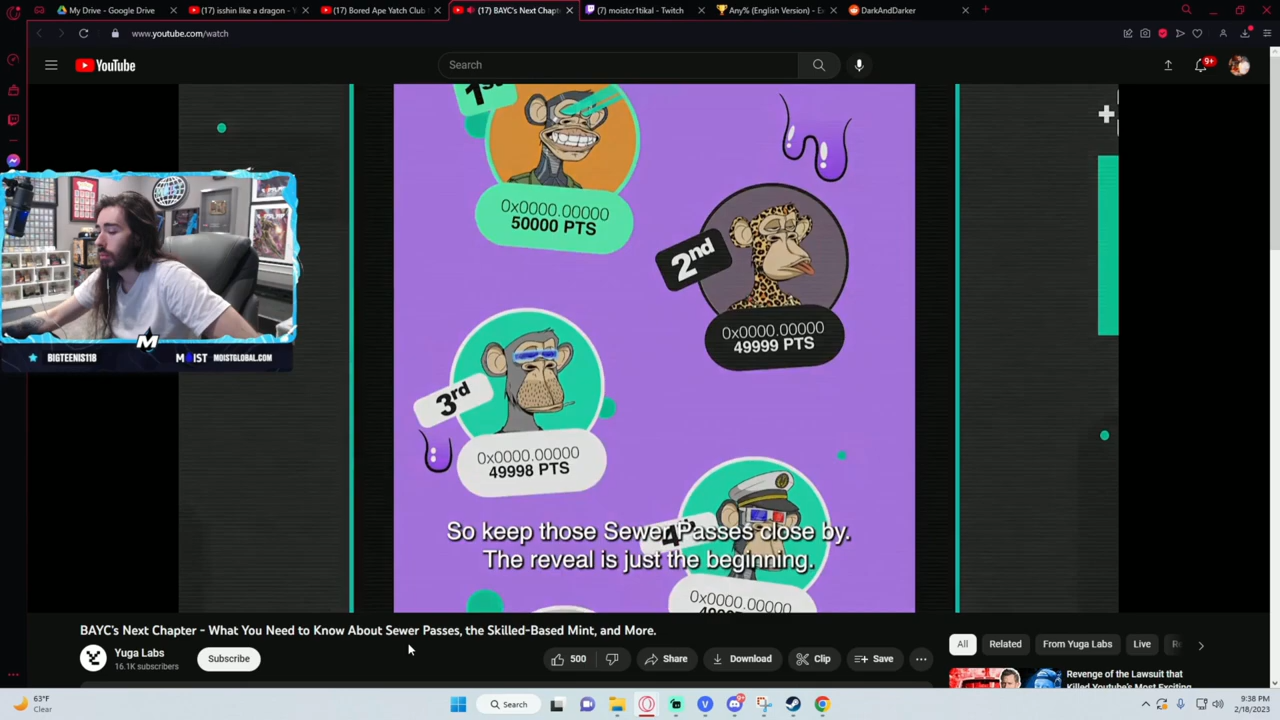 My Drive - Google Drive
(17) isshin like a dragon -
(17) Bored Ape Yatch Club
(17) BAYC's Next Chapt
(7) moistcr1tikal - Twitch
Any% (English Version) - E
DarkAndDarker
www.youtube.com/watch
YouTube
Search
9+
1st
0x0000.00000
50000 PTS
2nd
0x0000.00000
49999 PTS
3rd
0x0000.00000
49998 PTS
BIGTEENIS118
MOIST MOISTGLOBAL.COM
So keep those Sewer Passes close by.
The reveal is just the beginning.
BAYC's Next Chapter - What You Need to Know About Sewer Passes, the Skilled-Based Mint, and More.
Yuga Labs
16.1K subscribers
Subscribe
500
Share
Download
Clip
Save
All
Related
From Yuga Labs
Live
Revenge of the Lawsuit that
Killed Youtube's Most Exciting
63°F
Clear
Search
9:38 PM
2/18/2023